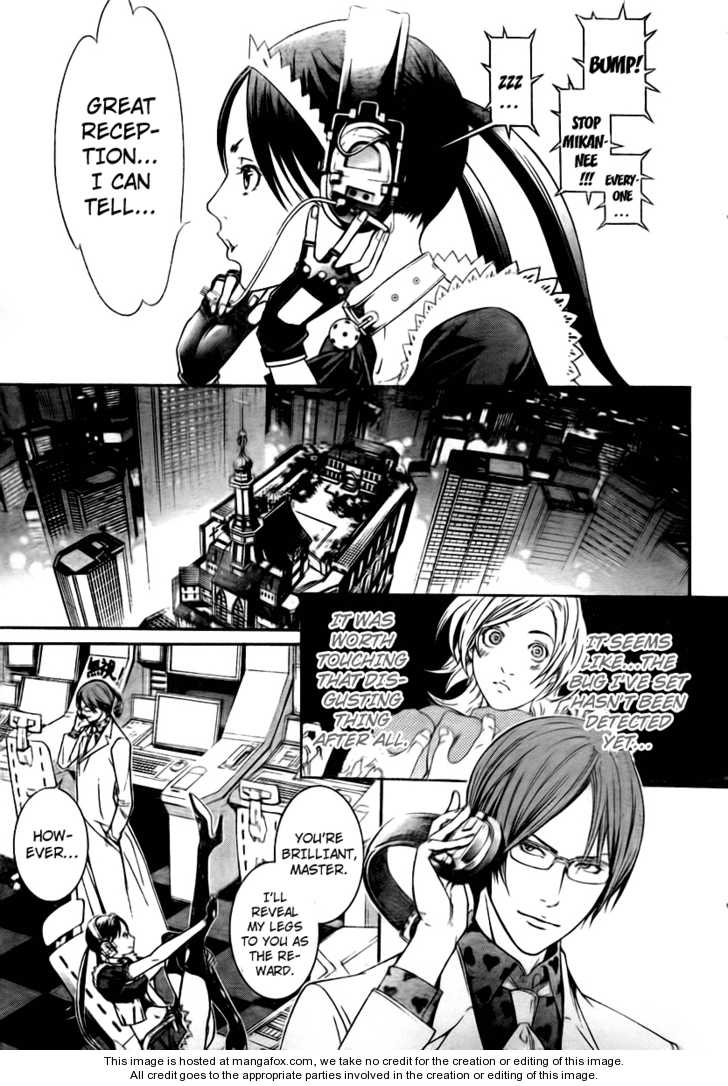 BUMP!
STOP
MIKAN-
NEE
!!!
EVERY-
ONE
...
ZZZ
...
GREAT
RECEP-
TION...
I CAN
TELL...
IT SEEMS
LIKE...THE
BUG I'VE SET
HASN'T BEEN
DETECTED
YET...
IT WAS
WORTH
TOUCHING
THAT DIS-
GUSTING
THING
AFTER ALL.
無視!
YOU'RE
BRILLIANT,
MASTER.
I'LL
REVEAL
MY LEGS
TO YOU AS
THE RE-
WARD.
HOW-
EVER...
This image is hosted at mangafox.com, we take no credit for the creation or editing of this image.
All credit goes to the appropriate parties involved in the creation or editing of this image.